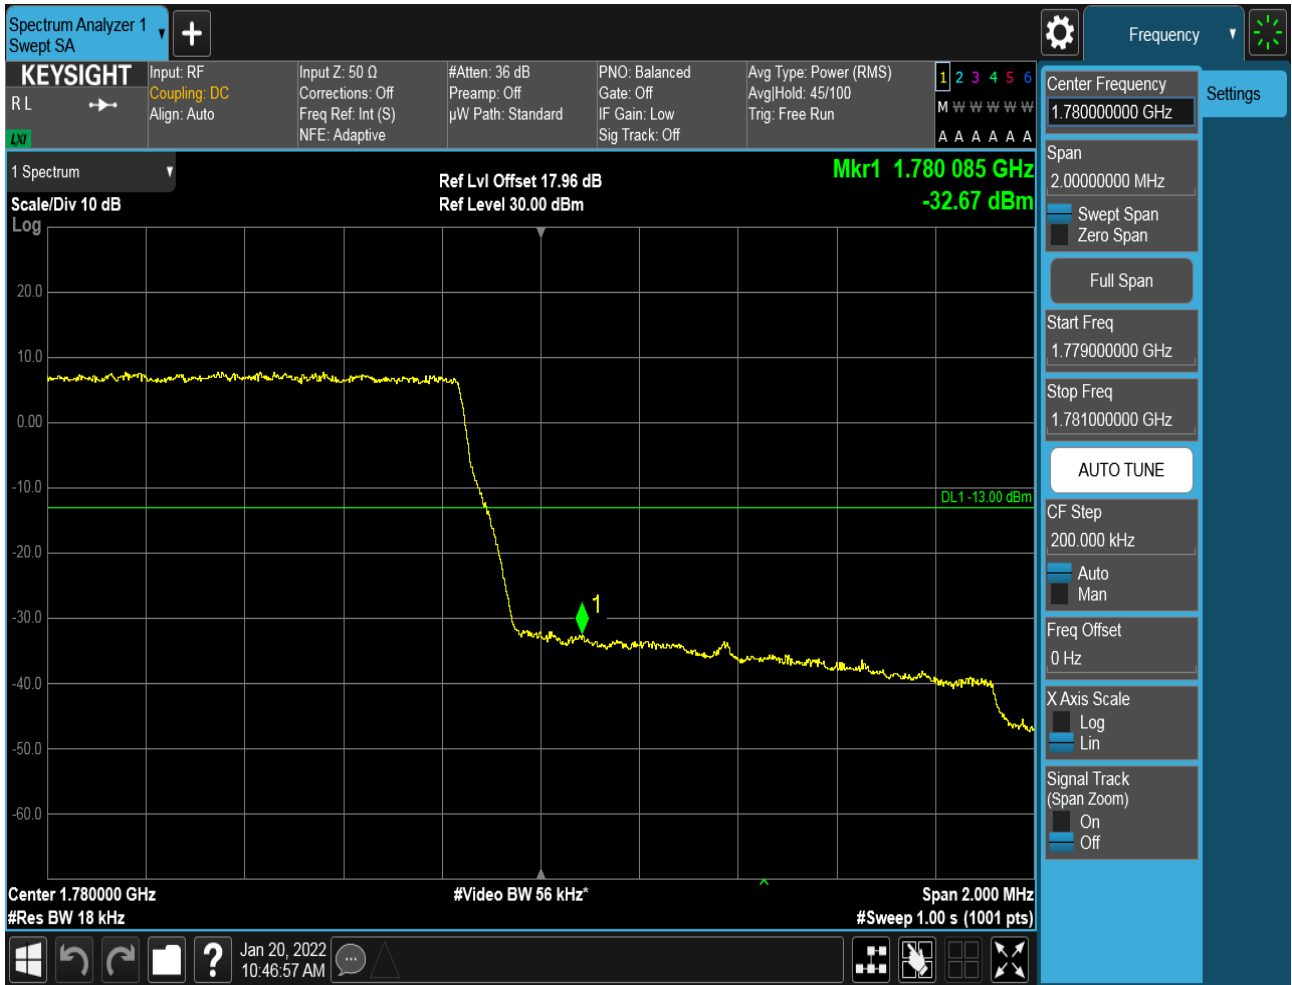 Spectrum Analyzer 1
Swept SA
Frequency
KEYSIGHT
R L
LXI
Input: RF
Coupling: DC
Align: Auto
Input Z: 50 Ω
Corrections: Off
Freq Ref: Int (S)
NFE: Adaptive
#Atten: 36 dB
Preamp: Off
µW Path: Standard
PNO: Balanced
Gate: Off
IF Gain: Low
Sig Track: Off
Avg Type: Power (RMS)
Avg|Hold: 45/100
Trig: Free Run
1 2 3 4 5 6
M W W W W W
A A A A A A
1 Spectrum
Scale/Div 10 dB
Log
Ref Lvl Offset 17.96 dB
Ref Level 30.00 dBm
Mkr1 1.780 085 GHz
-32.67 dBm
20.0
10.0
0.00
-10.0
-20.0
-30.0
-40.0
-50.0
-60.0
DL1 -13.00 dBm
1
Center 1.780000 GHz
#Res BW 18 kHz
#Video BW 56 kHz*
Span 2.000 MHz
#Sweep 1.00 s (1001 pts)
Center Frequency
1.780000000 GHz
Settings
Span
2.00000000 MHz
Swept Span
Zero Span
Full Span
Start Freq
1.779000000 GHz
Stop Freq
1.781000000 GHz
AUTO TUNE
CF Step
200.000 kHz
Auto
Man
Freq Offset
0 Hz
X Axis Scale
Log
Lin
Signal Track
(Span Zoom)
On
Off
?
Jan 20, 2022
10:46:57 AM